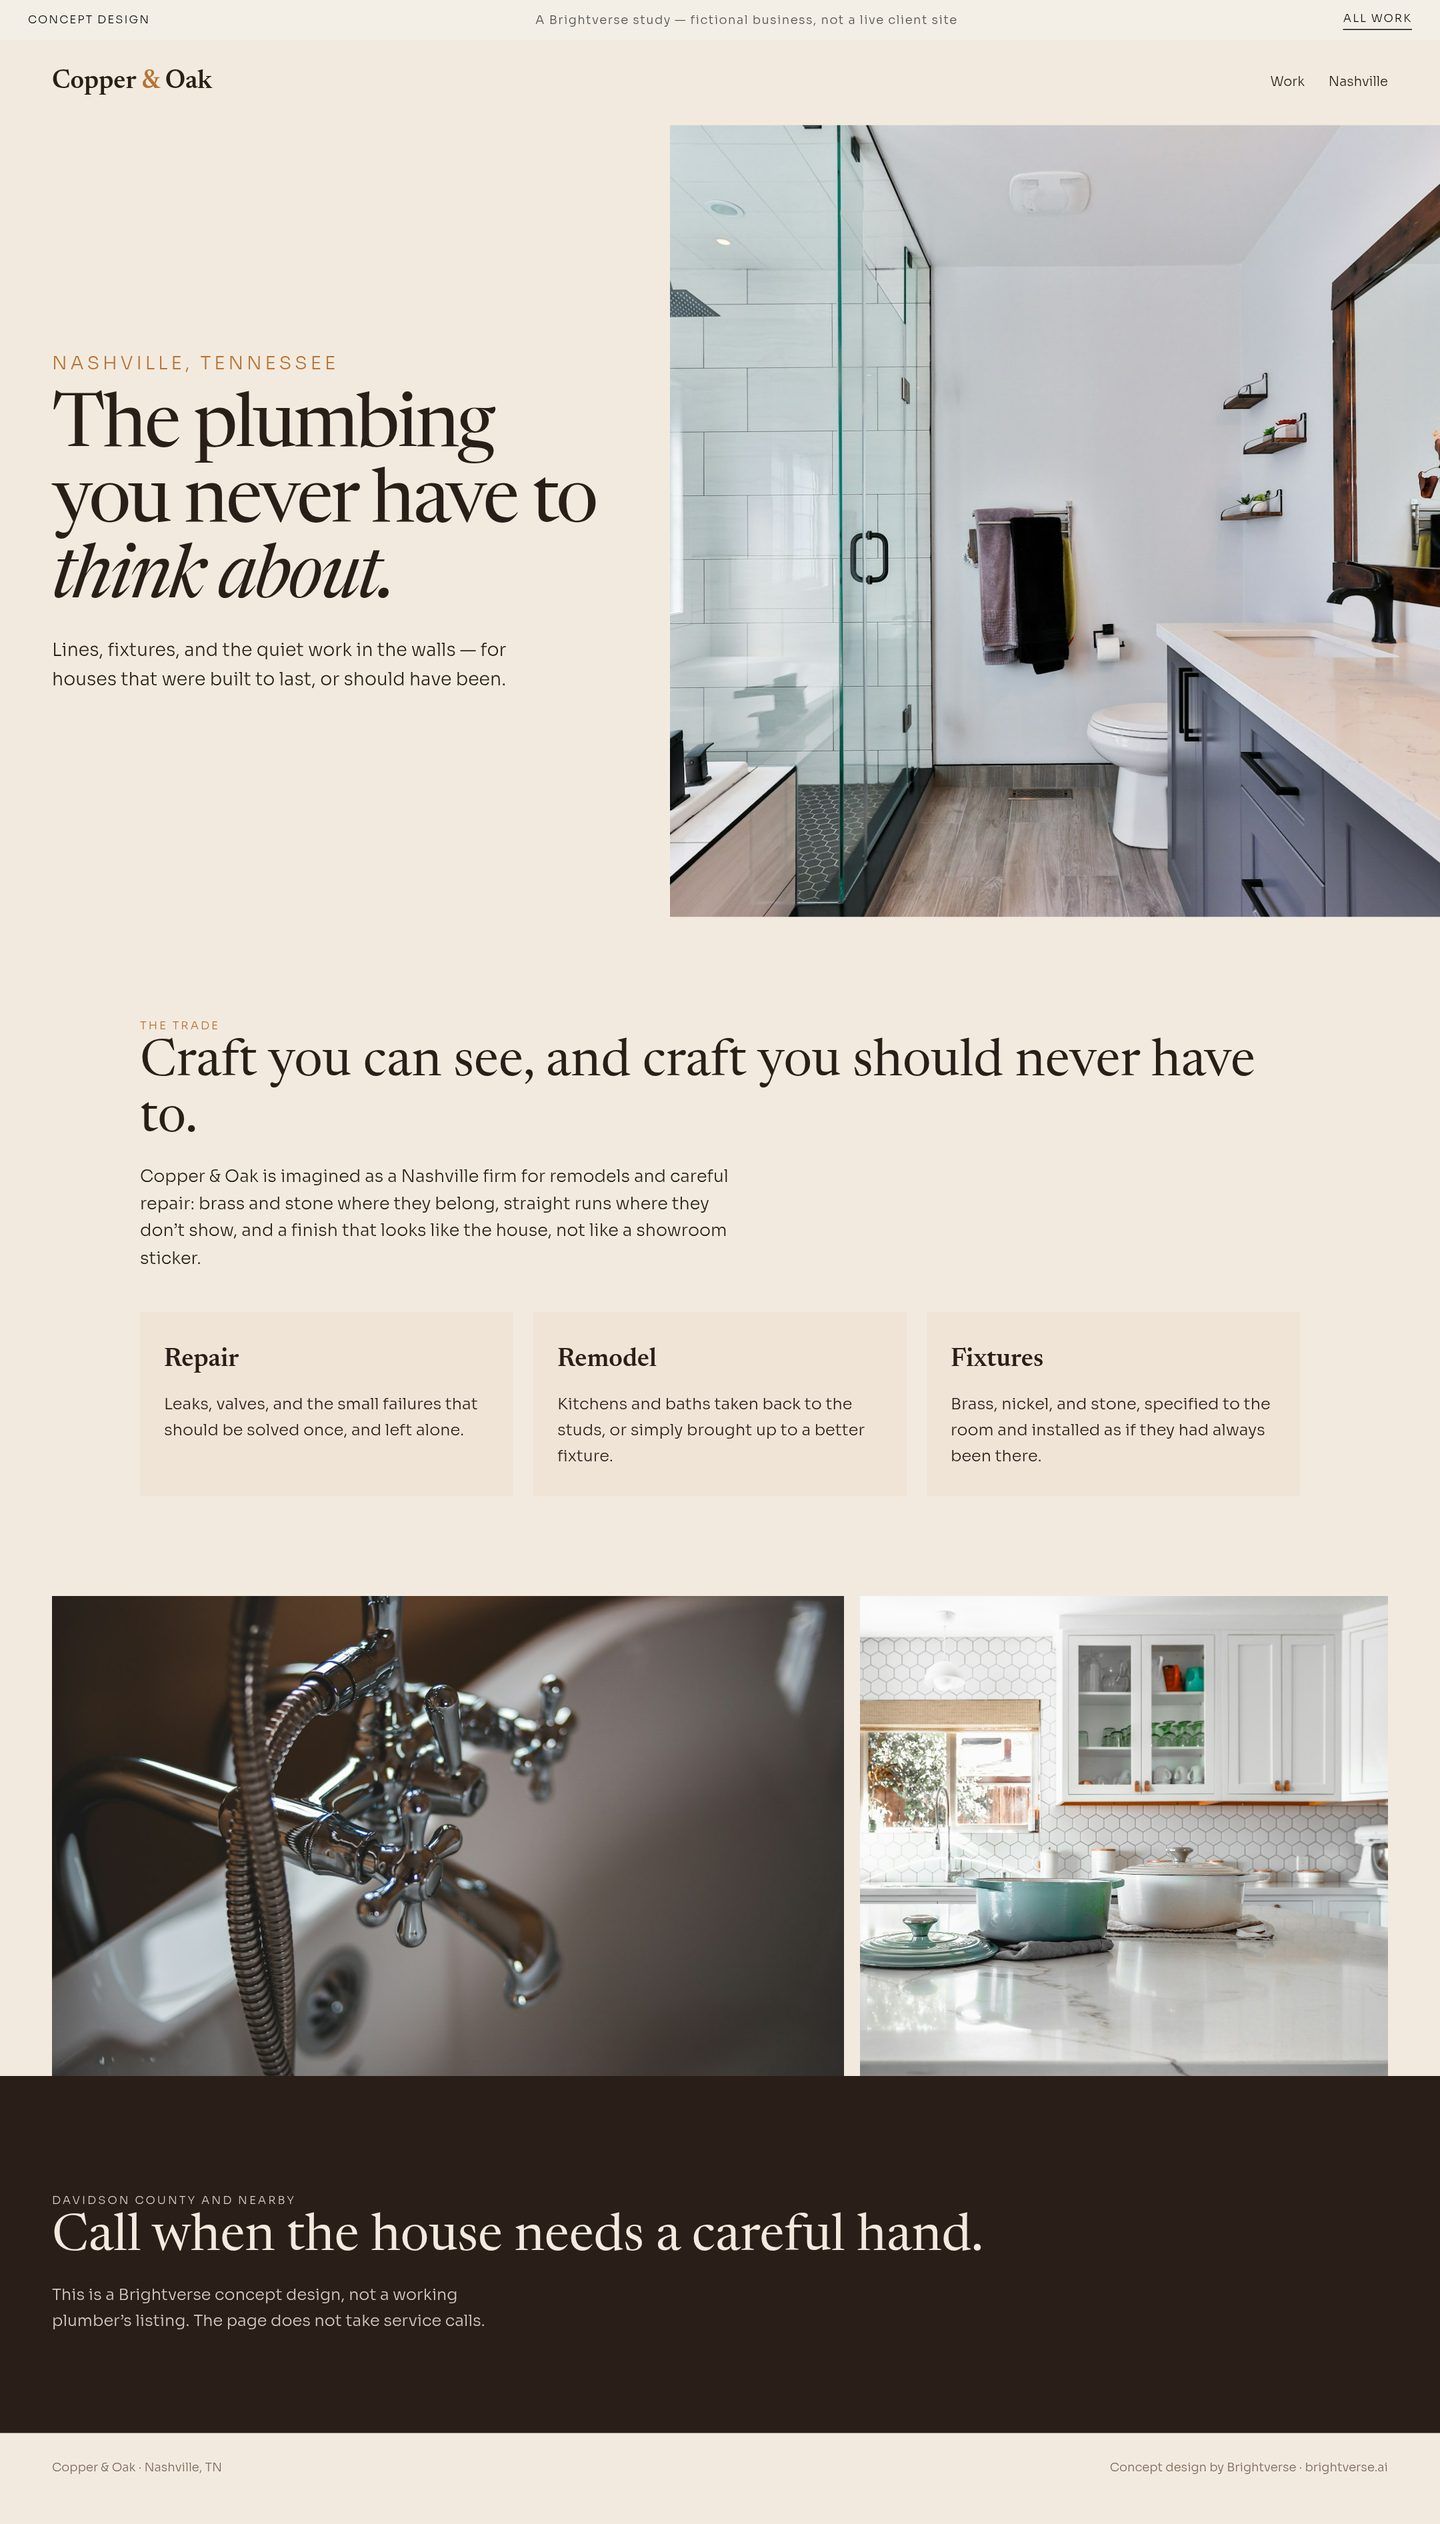 CONCEPT DESIGN
A Brightverse study — fictional business, not a live client site
ALL WORK
Copper & Oak
Work
Nashville
NASHVILLE, TENNESSEE
The plumbing
you never have to
think about.
Lines, fixtures, and the quiet work in the walls — for
houses that were built to last, or should have been.
THE TRADE
Craft you can see, and craft you should never have
to.
Copper & Oak is imagined as a Nashville firm for remodels and careful
repair: brass and stone where they belong, straight runs where they
don’t show, and a finish that looks like the house, not like a showroom
sticker.
Repair
Leaks, valves, and the small failures that
should be solved once, and left alone.
Remodel
Kitchens and baths taken back to the
studs, or simply brought up to a better
fixture.
Fixtures
Brass, nickel, and stone, specified to the
room and installed as if they had always
been there.
DAVIDSON COUNTY AND NEARBY
Call when the house needs a careful hand.
This is a Brightverse concept design, not a working
plumber’s listing. The page does not take service calls.
Copper & Oak · Nashville, TN
Concept design by Brightverse · brightverse.ai